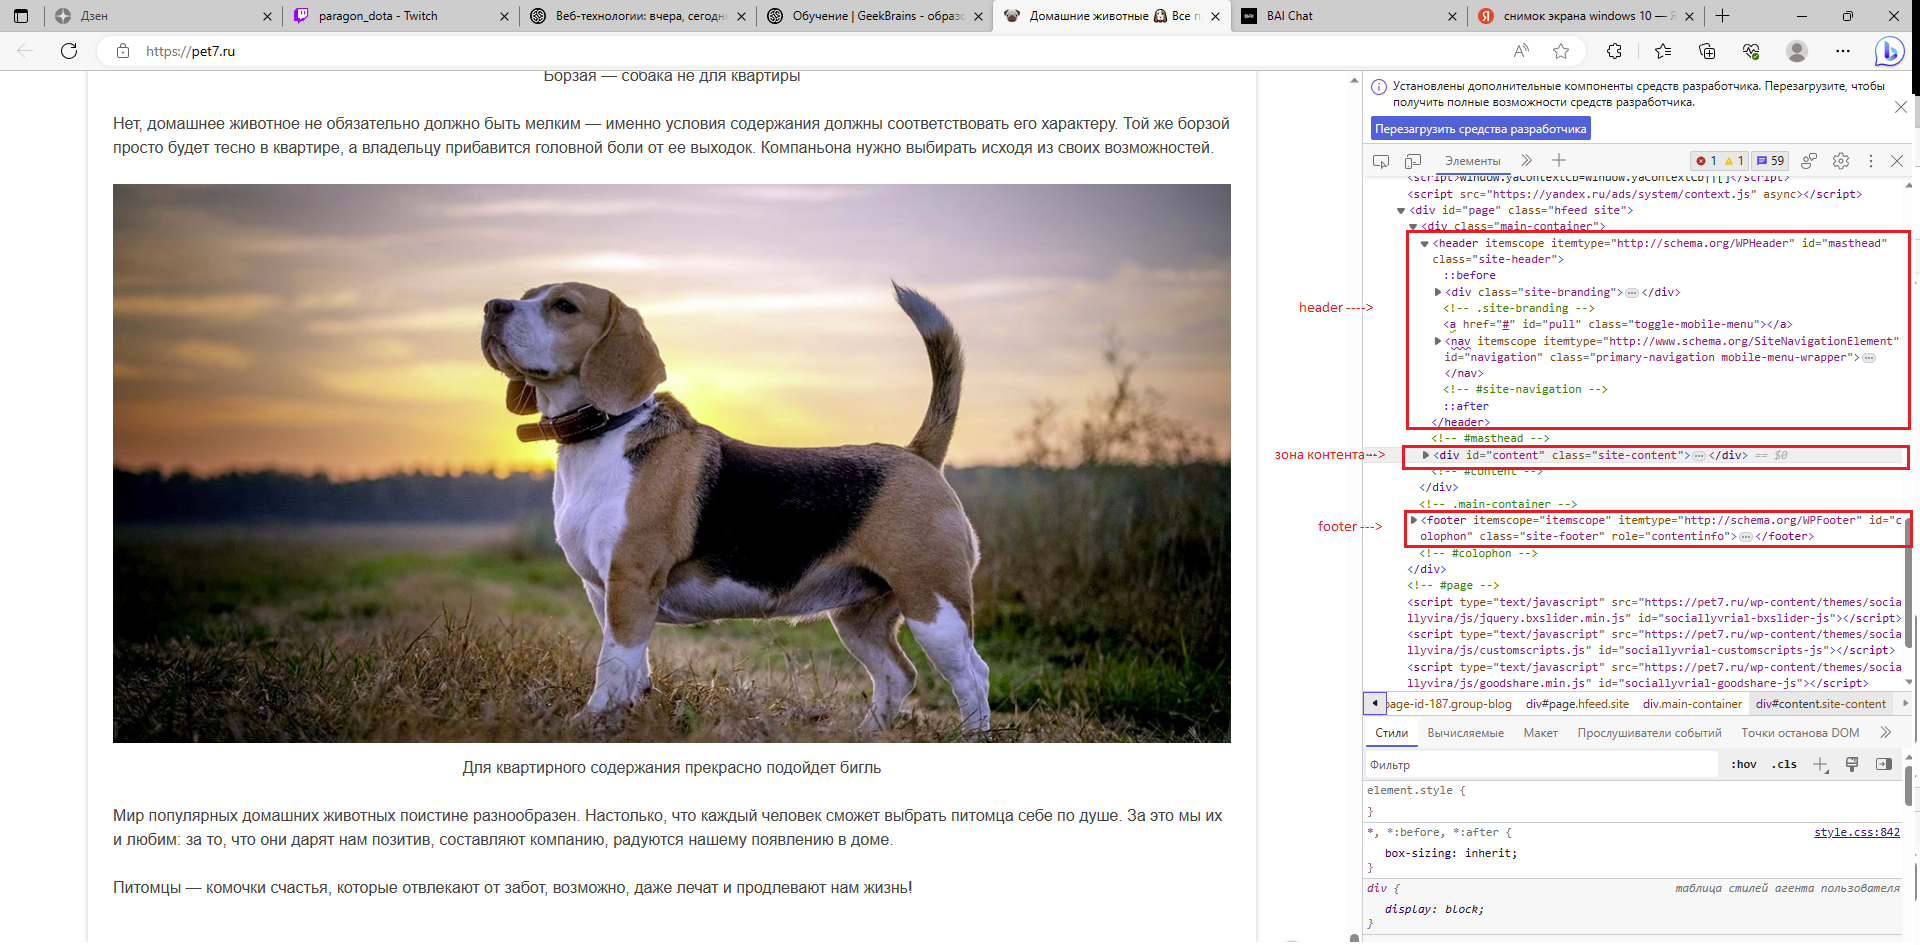 Дзен
paragon_dota - Twitch
Веб-технологии: вчера, сегодн
Обучение | GeekBrains - образо
Домашние животные 🐶 Все п
BAI Chat
снимок экрана windows 10 — Я
https://pet7.ru
Борзая — собака не для квартиры
Нет, домашнее животное не обязательно должно быть мелким — именно условия содержания должны соответствовать его характеру. Той же борзой
просто будет тесно в квартире, а владельцу прибавится головной боли от ее выходок. Компаньона нужно выбирать исходя из своих возможностей.
Для квартирного содержания прекрасно подойдет бигль
Мир популярных домашних животных поистине разнообразен. Настолько, что каждый человек сможет выбрать питомца себе по душе. За это мы их
и любим: за то, что они дарят нам позитив, составляют компанию, радуются нашему появлению в доме.
Питомцы — комочки счастья, которые отвлекают от забот, возможно, даже лечат и продлевают нам жизнь!
header ---->
зона контента-->
footer --->
Установлены дополнительные компоненты средств разработчика. Перезагрузите, чтобы
получить полные возможности средств разработчика.
Перезагрузить средства разработчика
Элементы
1 1 59
<script>window.yaContextCb=window.yaContextCb||[]</script>
<script src="https://yandex.ru/ads/system/context.js" async></script>
<div id="page" class="hfeed site">
<div class="main-container">
<header itemscope itemtype="http://schema.org/WPHeader" id="masthead"
class="site-header">
::before
<div class="site-branding">…</div>
<!-- .site-branding -->
<a href="#" id="pull" class="toggle-mobile-menu"></a>
<nav itemscope itemtype="http://www.schema.org/SiteNavigationElement"
id="navigation" class="primary-navigation mobile-menu-wrapper">…
</nav>
<!-- #site-navigation -->
::after
</header>
<!-- #masthead -->
<div id="content" class="site-content">…</div> == $0
<!-- #content -->
</div>
<!-- .main-container -->
<footer itemscope="itemscope" itemtype="http://schema.org/WPFooter" id="c
olophon" class="site-footer" role="contentinfo">…</footer>
<!-- #colophon -->
</div>
<!-- #page -->
<script type="text/javascript" src="https://pet7.ru/wp-content/themes/socia
llyvira/js/jquery.bxslider.min.js" id="sociallyvrial-bxslider-js"></script>
<script type="text/javascript" src="https://pet7.ru/wp-content/themes/socia
llyvira/js/customscripts.js" id="sociallyvrial-customscripts-js"></script>
<script type="text/javascript" src="https://pet7.ru/wp-content/themes/socia
llyvira/js/goodshare.min.js" id="sociallyvrial-goodshare-js"></script>
page-id-187.group-blog div#page.hfeed.site div.main-container div#content.site-content
Стили Вычисляемые Макет Прослушиватели событий Точки останова DOM
Фильтр
:hov .cls
element.style {
}
*, *:before, *:after {
style.css:842
box-sizing: inherit;
}
div {
таблица стилей агента пользователя
display: block;
}